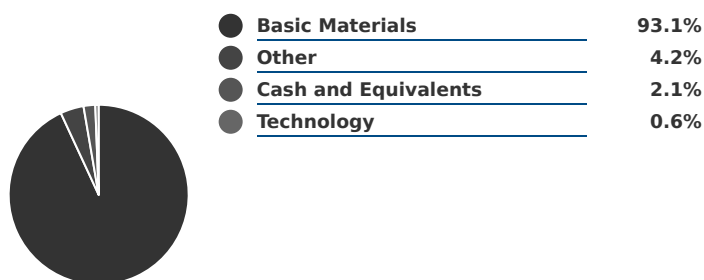 Basic Materials 93.1%
Other 4.2%
Cash and Equivalents 2.1%
Technology 0.6%